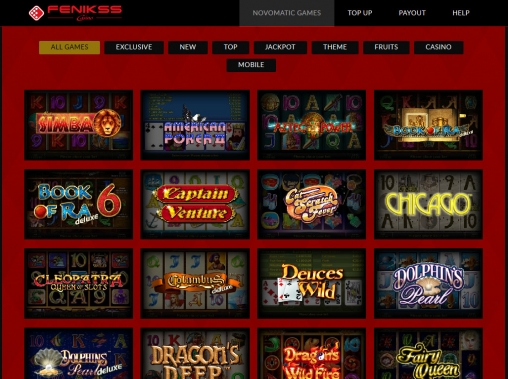 FENIKSS
NOVOMATIC GAMES TOP UP PAYOUT HELP
ALL GAMES EXCLUSIVE NEW TOP JACKPOT THEME FRUITS CASINO
MOBILE
SIMBA
AMERICAN POKER II
POWER
BOOK OF RA deluxe
BOOK OF RA 6 deluxe
Captain Venture
Cat Scratch Fever
CHICAGO
CLEOPATRA QUEEN OF SLOTS
Columbus deluxe
Deuces Wild
DOLPHIN'S Pearl
DOLPHIN'S Pearl deluxe
DRAGON'S DEEP
Dragon's Wild Fire
Fairy Queen